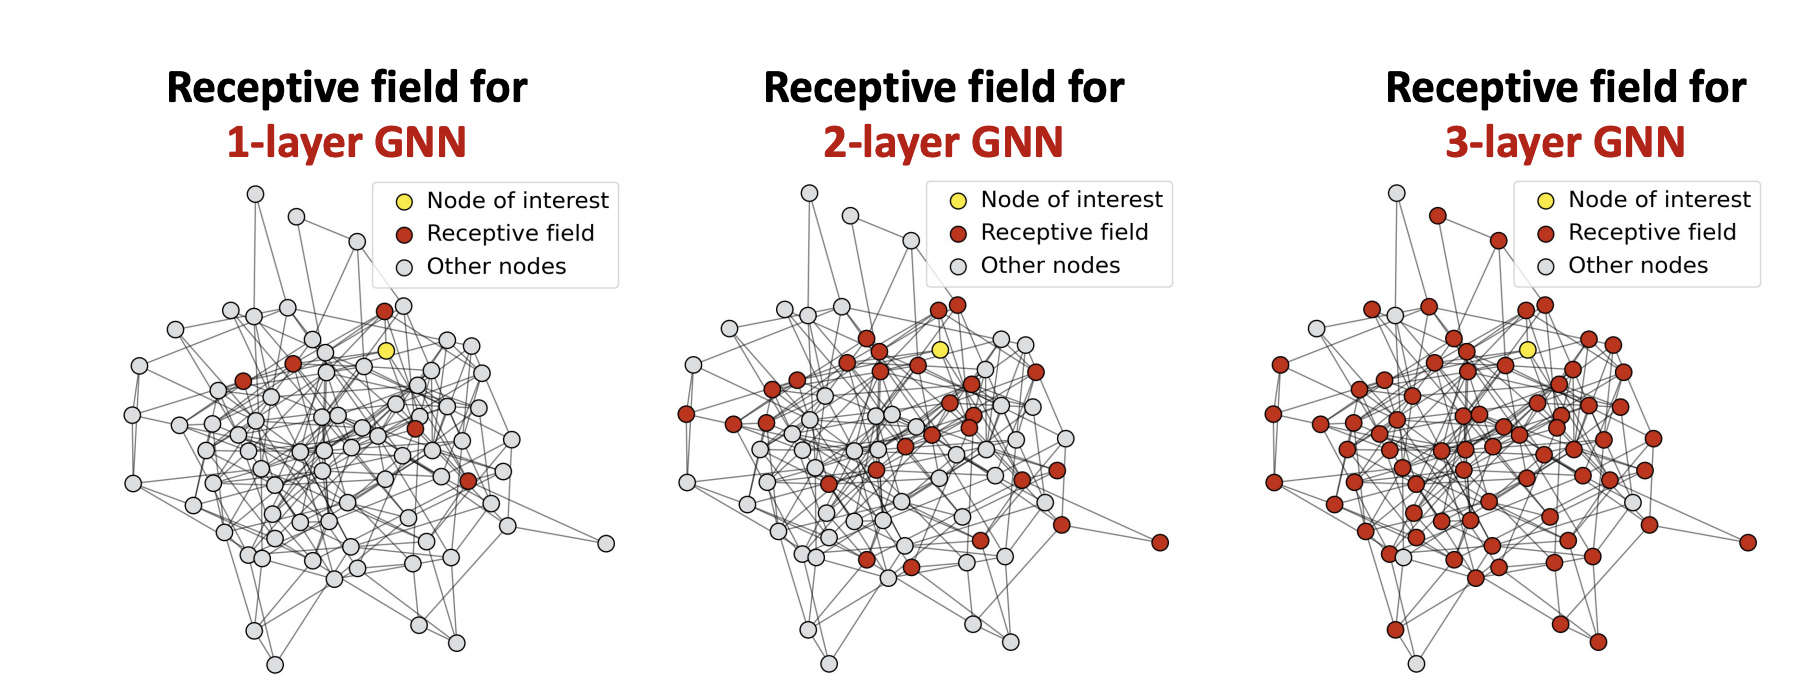 Receptive field for
1-layer GNN
Node of interest
Receptive field
Other nodes
Receptive field for
2-layer GNN
Node of interest
Receptive field
Other nodes
Receptive field for
3-layer GNN
Node of interest
Receptive field
Other nodes